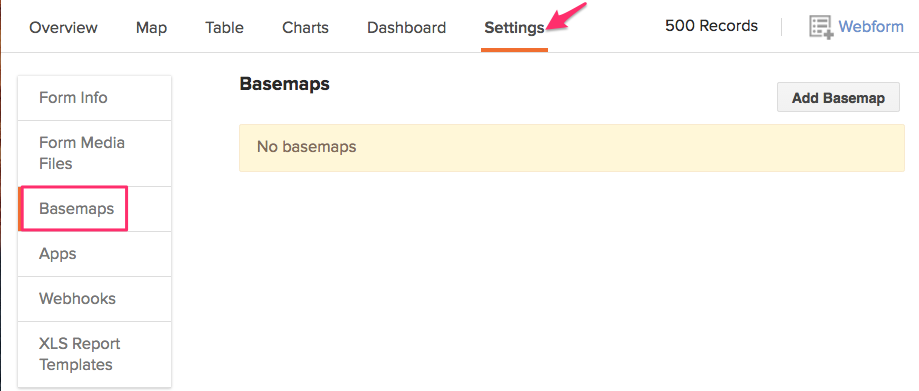 Overview Map Table Charts Dashboard Settings 500 Records Webform
Basemaps
Add Basemap
No basemaps
Form Info
Form Media
Files
Basemaps
Apps
Webhooks
XLS Report
Templates